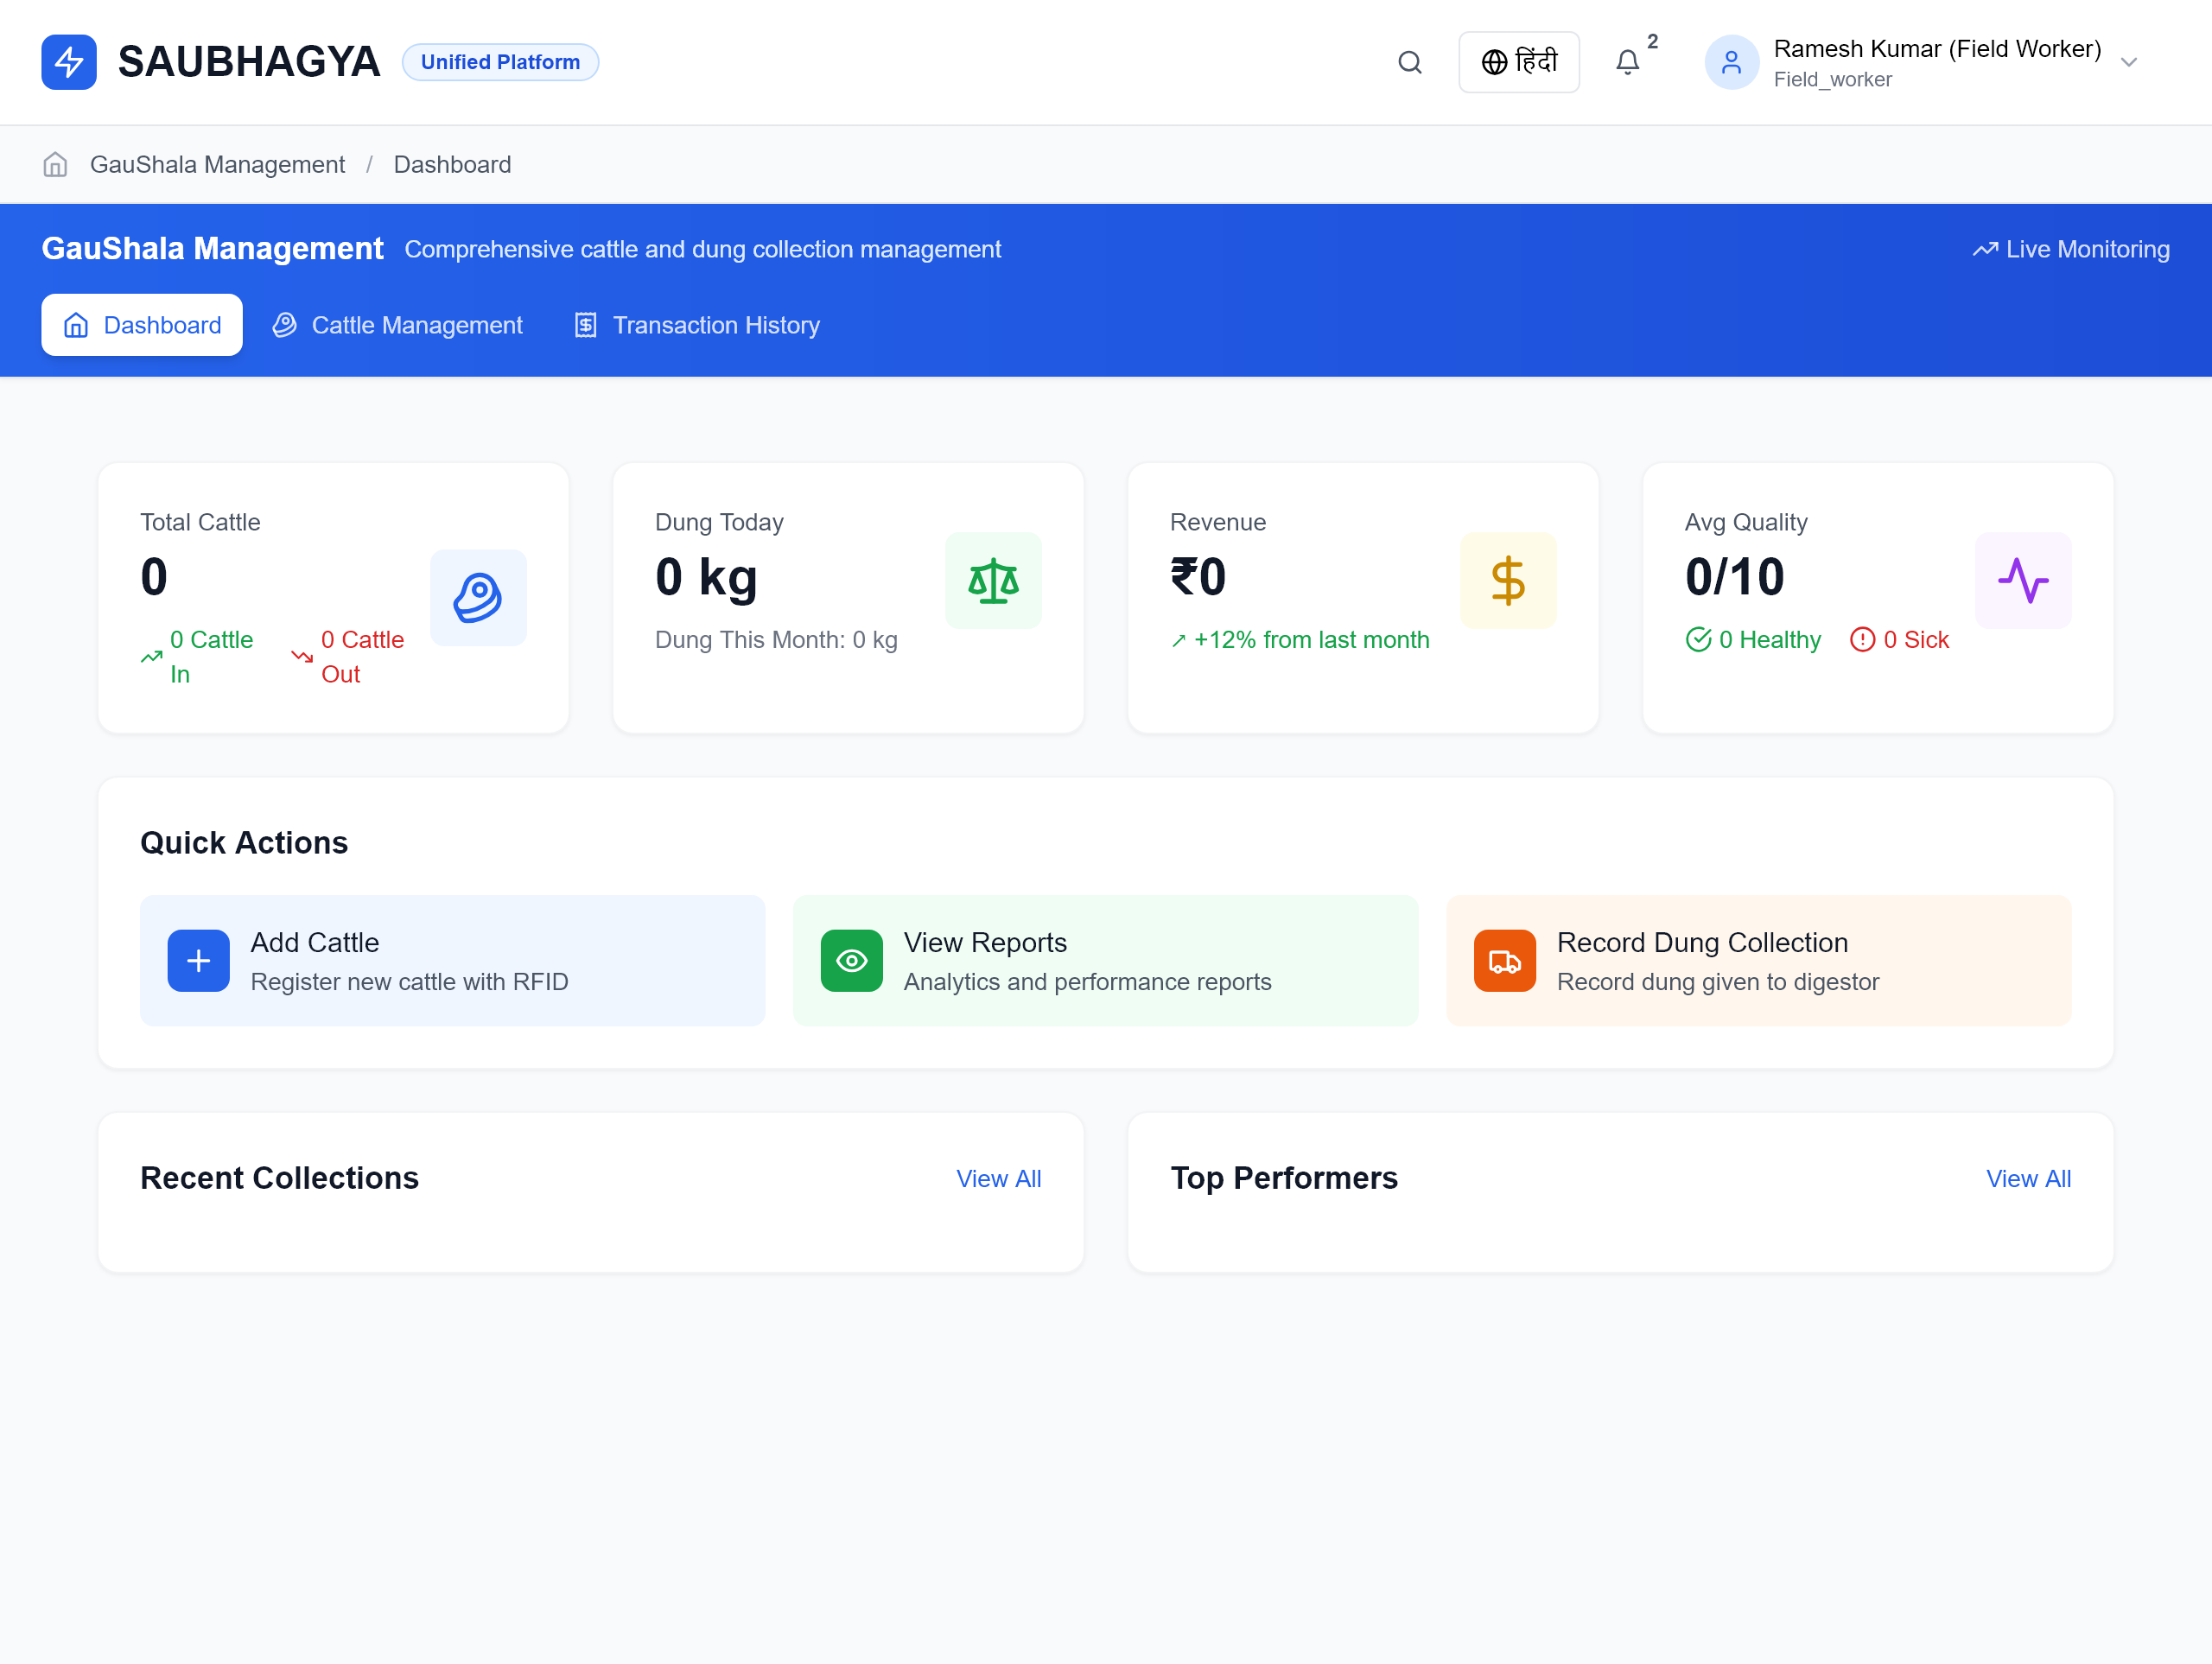 SAUBHAGYA
Unified Platform
हिंदी
2
Ramesh Kumar (Field Worker)
Field_worker
GauShala Management / Dashboard
GauShala Management
Comprehensive cattle and dung collection management
Live Monitoring
Dashboard
Cattle Management
Transaction History
Total Cattle
0
0 Cattle
In
0 Cattle
Out
Dung Today
0 kg
Dung This Month: 0 kg
Revenue
₹0
↗ +12% from last month
Avg Quality
0/10
0 Healthy
0 Sick
Quick Actions
Add Cattle
Register new cattle with RFID
View Reports
Analytics and performance reports
Record Dung Collection
Record dung given to digestor
Recent Collections
View All
Top Performers
View All